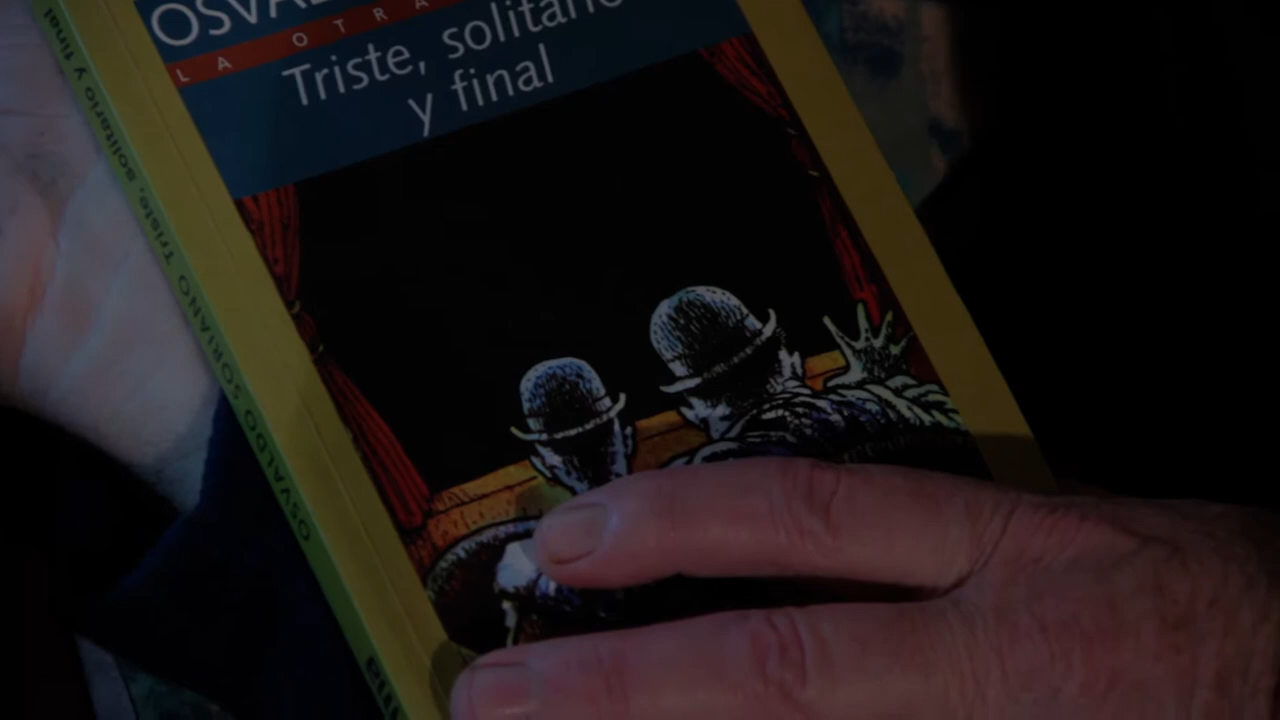 OSVAL
LA OTRA
Triste, solitario
y final
OSVALDO SORIANO Triste, solitario y final